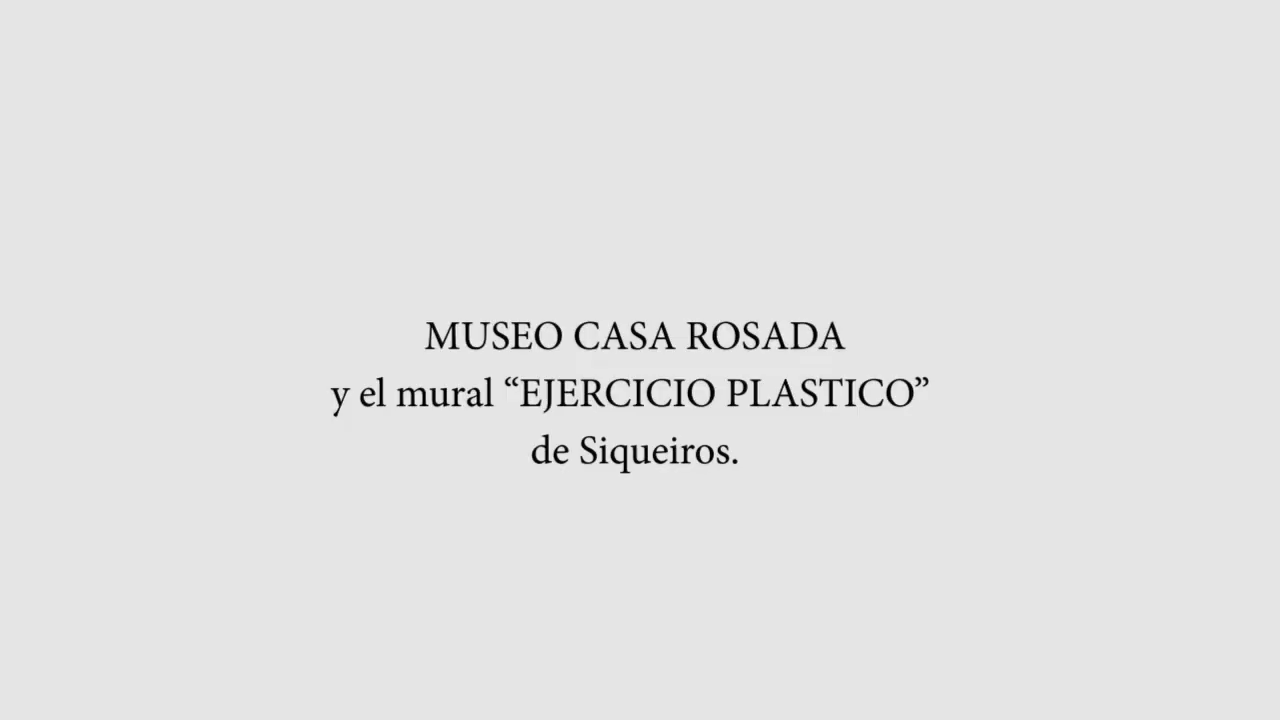 MUSEO CASA ROSADA
y el mural “EJERCICIO PLASTICO”
de Siqueiros.